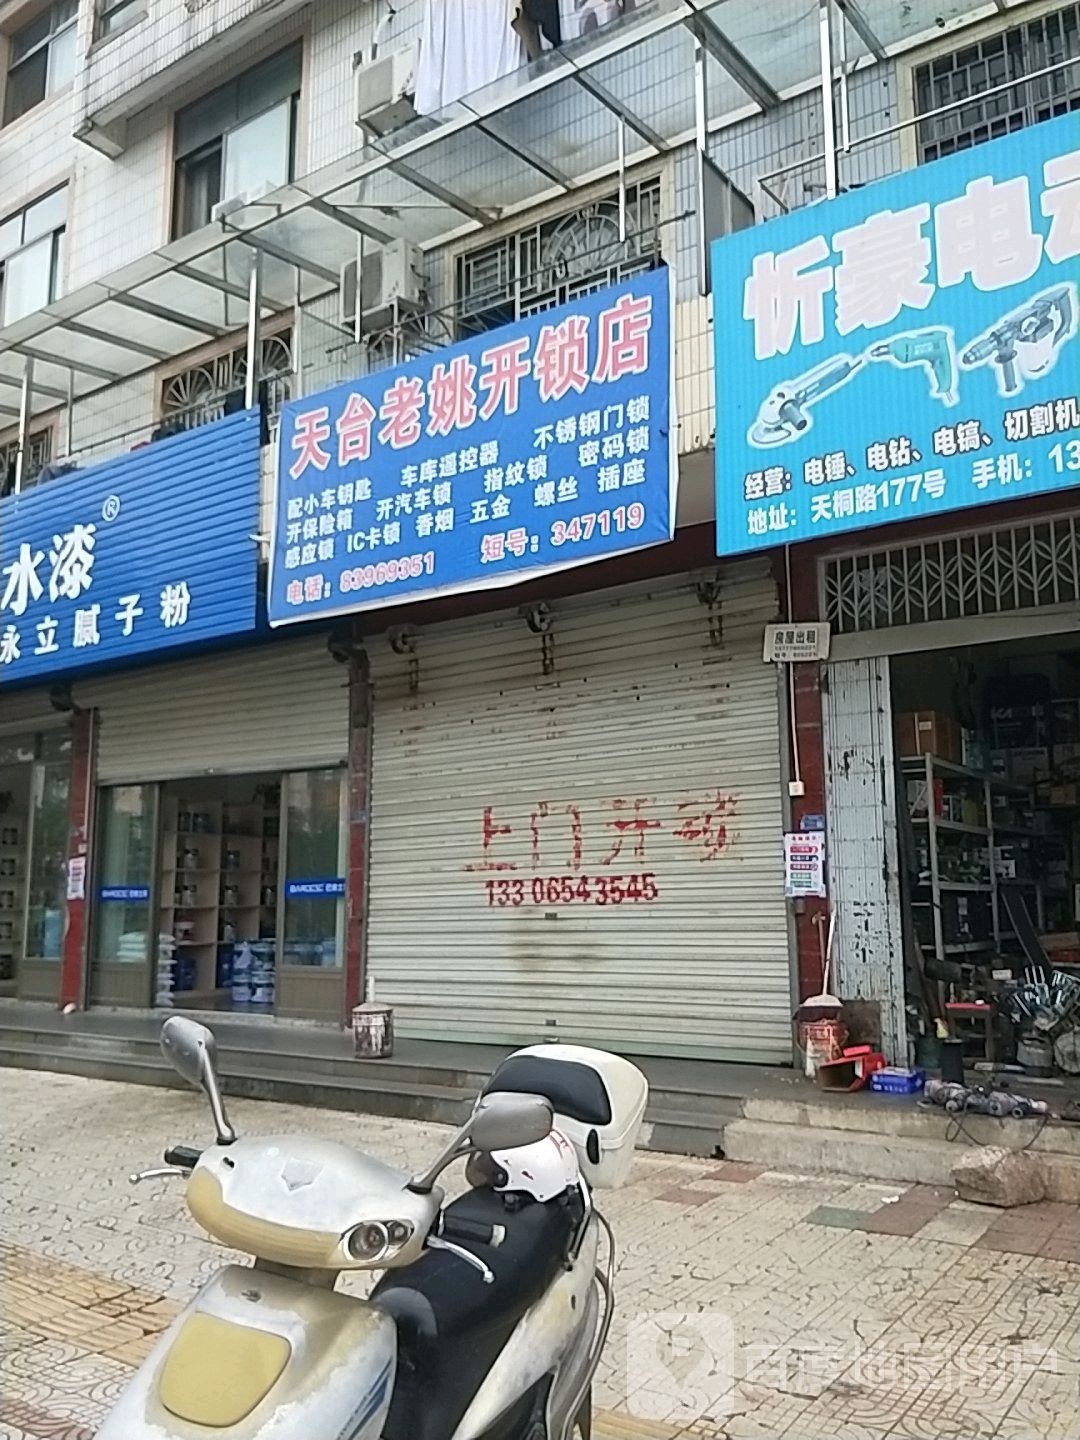 水漆®
永立腻子粉
天台老姚开锁店
配小车钥匙 车库遥控器 不锈钢门锁
开保险箱 开汽车锁 指纹锁 密码锁
感应锁 IC卡锁 香烟 五金 螺丝 插座
电话：83969351 短号：347119
忻豪电动
经营：电锤、电钻、电镐、切割机
地址：天桐路177号 手机：13
房屋出租
上门开锁
13306543545